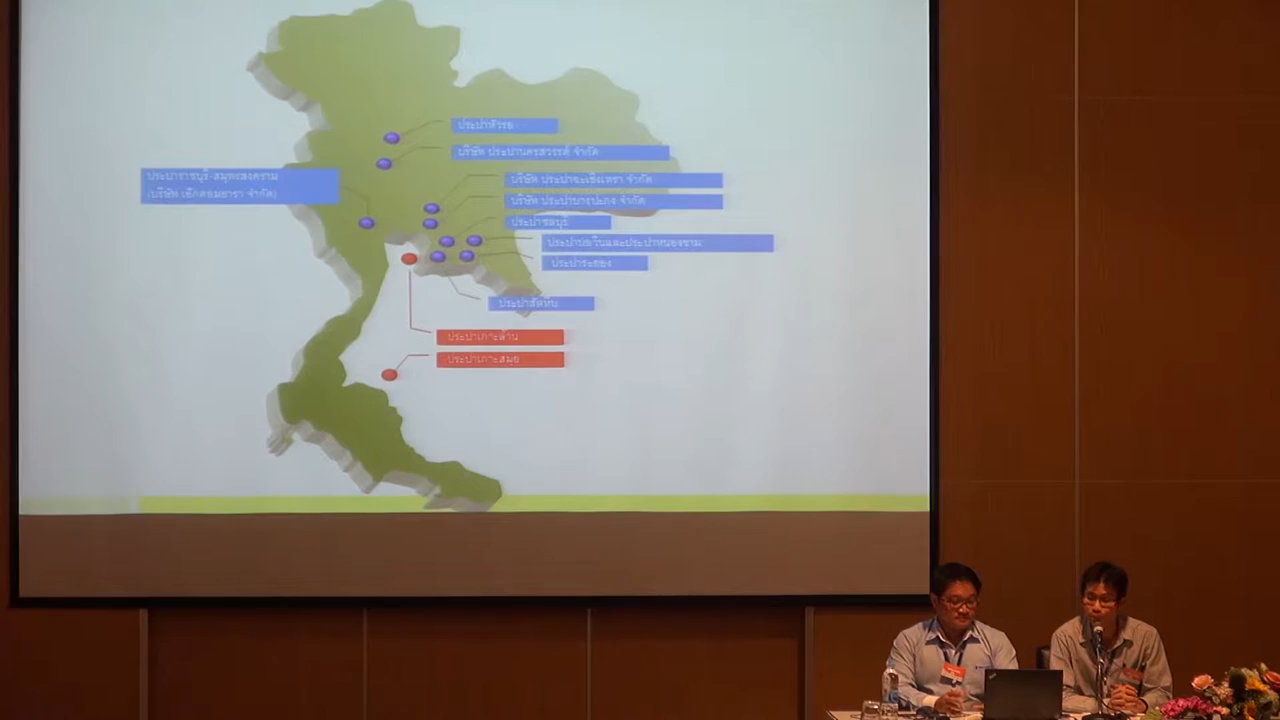 ประปาหัวรอ
บริษัท ประปานครสวรรค์ จำกัด
ประปาราชบุรี-สมุทรสงคราม
(บริษัท เอ็กคอมธารา จำกัด)
บริษัท ประปาฉะเชิงเทรา จำกัด
บริษัท ประปาบางปะกง จำกัด
ประปาชลบุรี
ประปาบ่อวินและประปาหนองขาม
ประปาระยอง
ประปาสัตหีบ
ประปาเกาะล้าน
ประปาเกาะสมุย